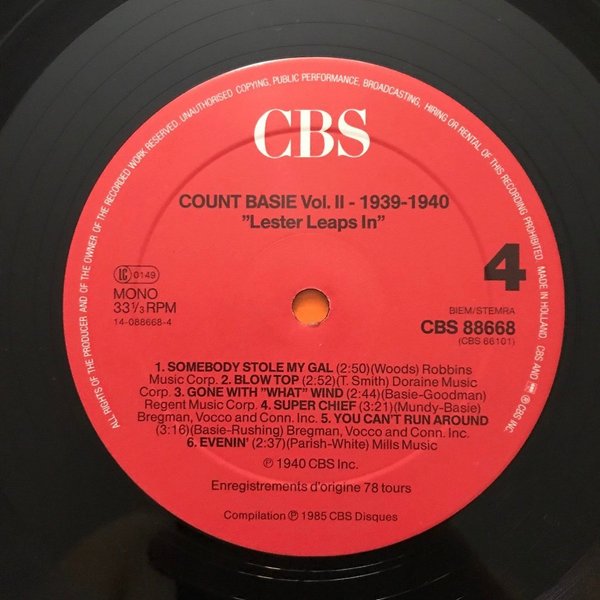 ALL RIGHTS OF THE PRODUCER AND OF THE OWNER OF THE RECORDED WORK RESERVED. UNAUTHORISED COPYING, PUBLIC PERFORMANCE, BROADCASTING, HIRING OR RENTAL OF THIS RECORDING PROHIBITED. MADE IN HOLLAND. CBS AND ® CBS INC.
CBS
COUNT BASIE Vol. II - 1939-1940
"Lester Leaps In"
4
LC 0149
MONO
33⅓ RPM
14-088668-4
BIEM/STEMRA
CBS 88668
(CBS 66101)
1. SOMEBODY STOLE MY GAL (2:50)(Woods) Robbins
Music Corp. 2. BLOW TOP (2:52)(T. Smith) Doraine Music
Corp. 3. GONE WITH "WHAT" WIND (2:44)(Basie-Goodman)
Regent Music Corp. 4. SUPER CHIEF (3:21)(Mundy-Basie)
Bregman, Vocco and Conn. Inc. 5. YOU CAN'T RUN AROUND
(3:16)(Basie-Rushing) Bregman, Vocco and Conn. Inc.
6. EVENIN' (2:37)(Parish-White) Mills Music
℗ 1940 CBS Inc.
Enregistrements d'origine 78 tours
Compilation ℗ 1985 CBS Disques